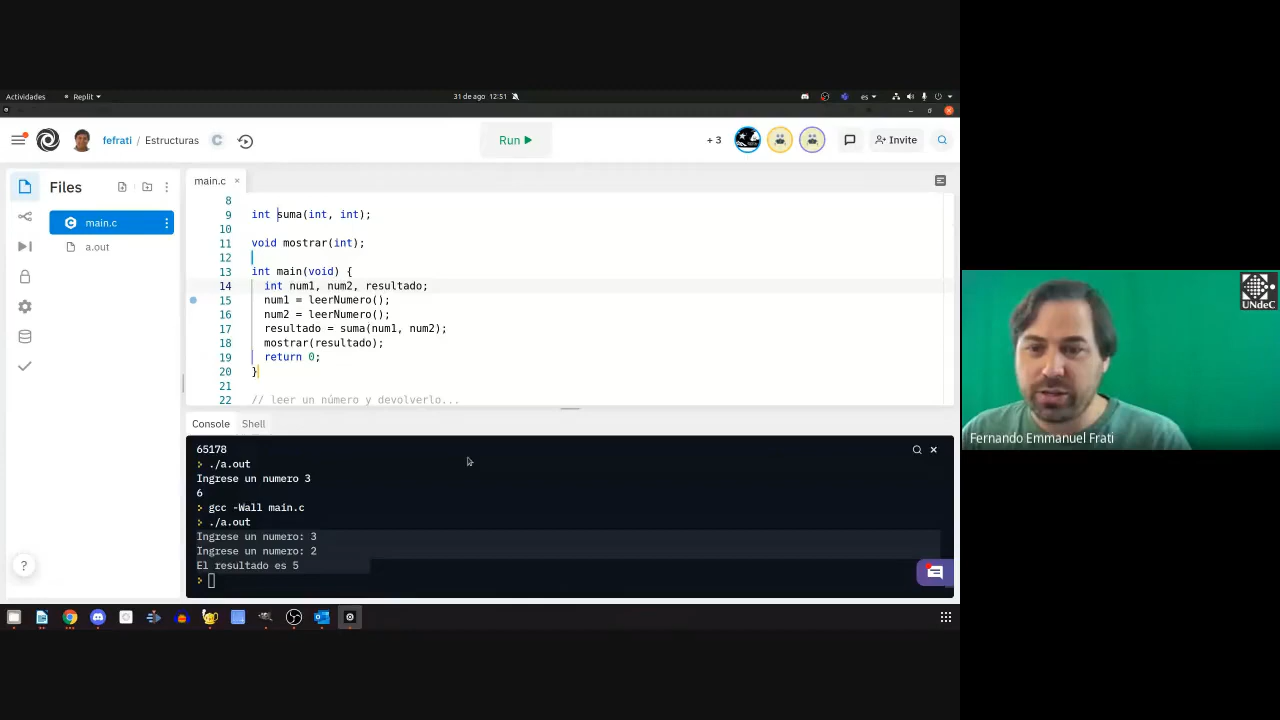 Actividades
Replit
31 de ago 12:51
es
fefrati / Estructuras
Run
+ 3
Invite
Files
main.c
a.out
main.c ×
8
9 int suma(int, int);
10
11 void mostrar(int);
12
13 int main(void) {
14 int num1, num2, resultado;
15 num1 = leerNumero();
16 num2 = leerNumero();
17 resultado = suma(num1, num2);
18 mostrar(resultado);
19 return 0;
20 }
21
22 // leer un número y devolverlo...
Console Shell
65178
./a.out
Ingrese un numero 3
6
gcc -Wall main.c
./a.out
Ingrese un numero: 3
Ingrese un numero: 2
El resultado es 5
?
UNdeC
Fernando Emmanuel Frati